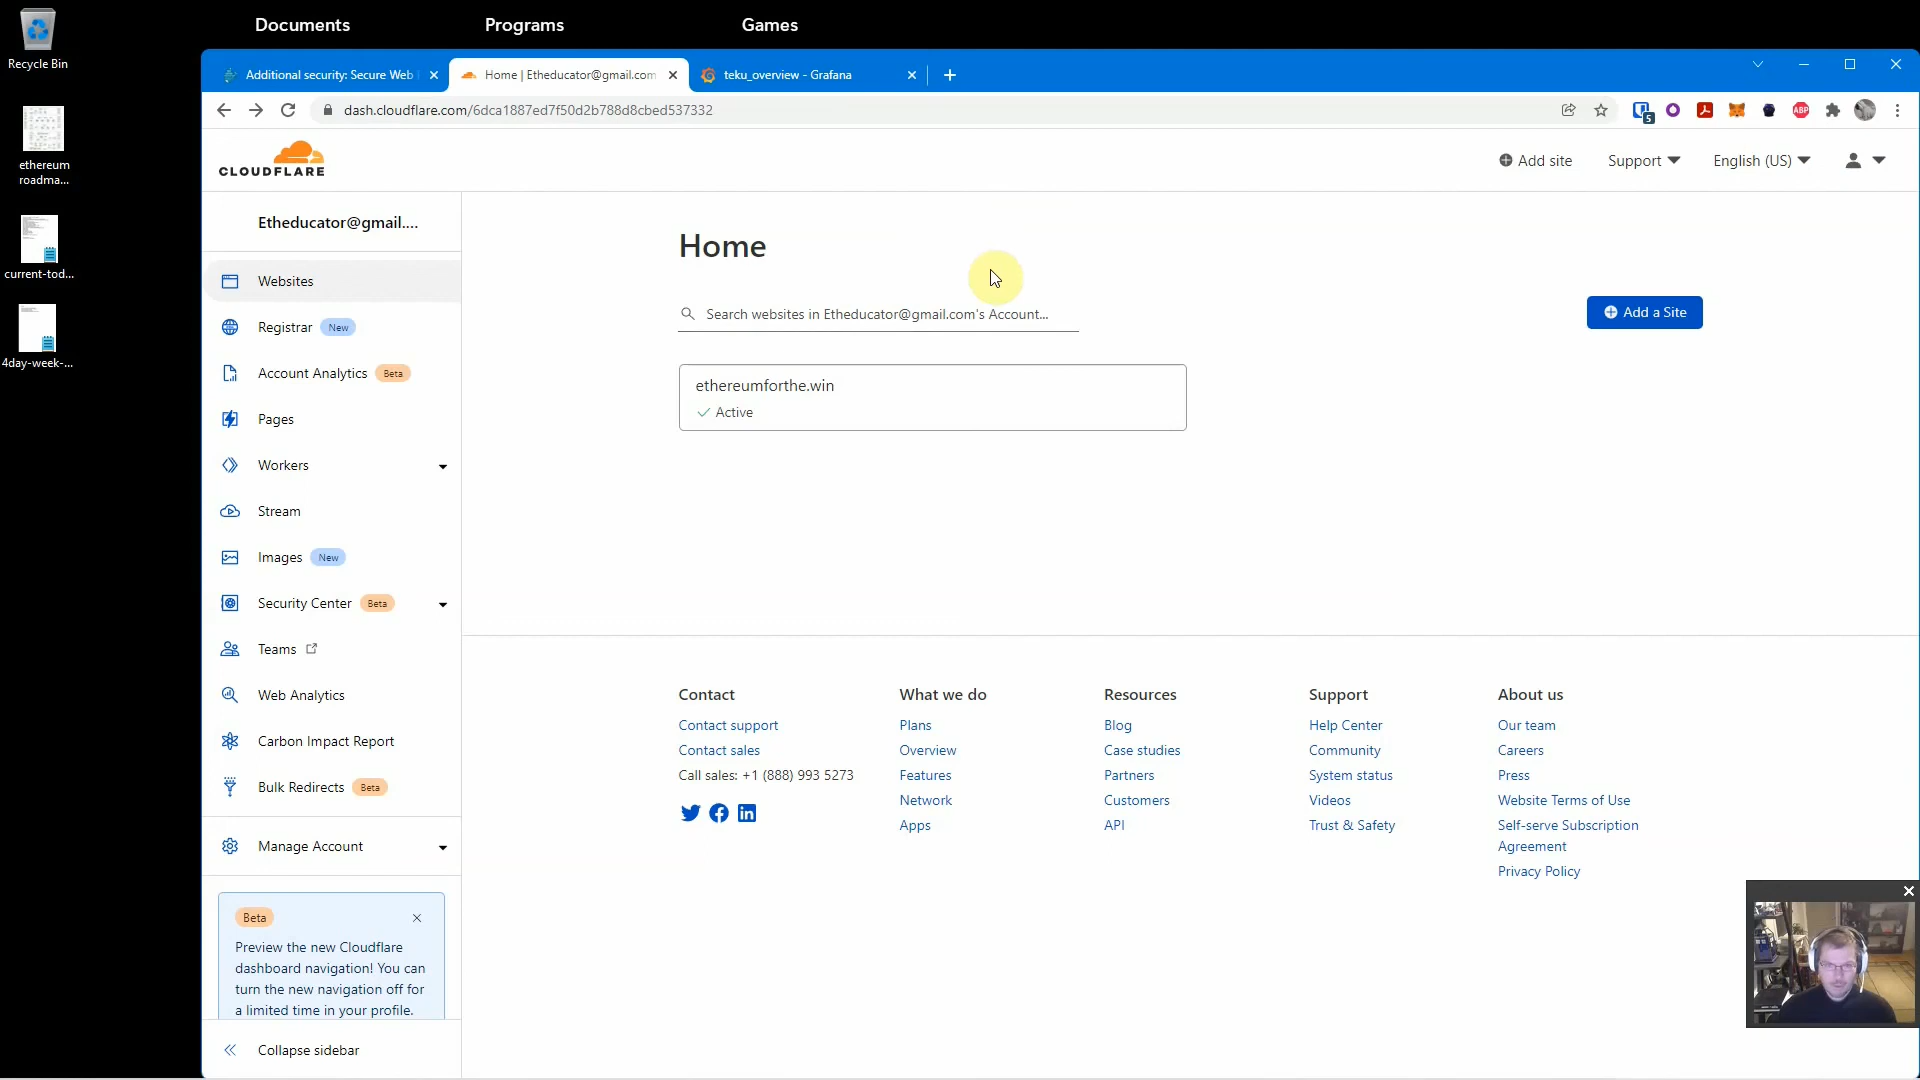 Documents
Programs
Games
Recycle Bin
ethereum
roadma...
current-tod...
4day-week-...
Additional security: Secure Web
Home | Etheducator@gmail.com
teku_overview - Grafana
dash.cloudflare.com/6dca1887ed7f50d2b788d8cbed537332
5
ABP
CLOUDFLARE
Add site
Support
English (US)
Etheducator@gmail....
Websites
Registrar New
Account Analytics Beta
Pages
Workers
Stream
Images New
Security Center Beta
Teams
Web Analytics
Carbon Impact Report
Bulk Redirects Beta
Manage Account
Beta
Preview the new Cloudflare
dashboard navigation! You can
turn the new navigation off for
a limited time in your profile.
Collapse sidebar
Home
Search websites in Etheducator@gmail.com's Account...
Add a Site
ethereumforthe.win
Active
Contact
Contact support
Contact sales
Call sales: +1 (888) 993 5273
What we do
Plans
Overview
Features
Network
Apps
Resources
Blog
Case studies
Partners
Customers
API
Support
Help Center
Community
System status
Videos
Trust & Safety
About us
Our team
Careers
Press
Website Terms of Use
Self-serve Subscription
Agreement
Privacy Policy